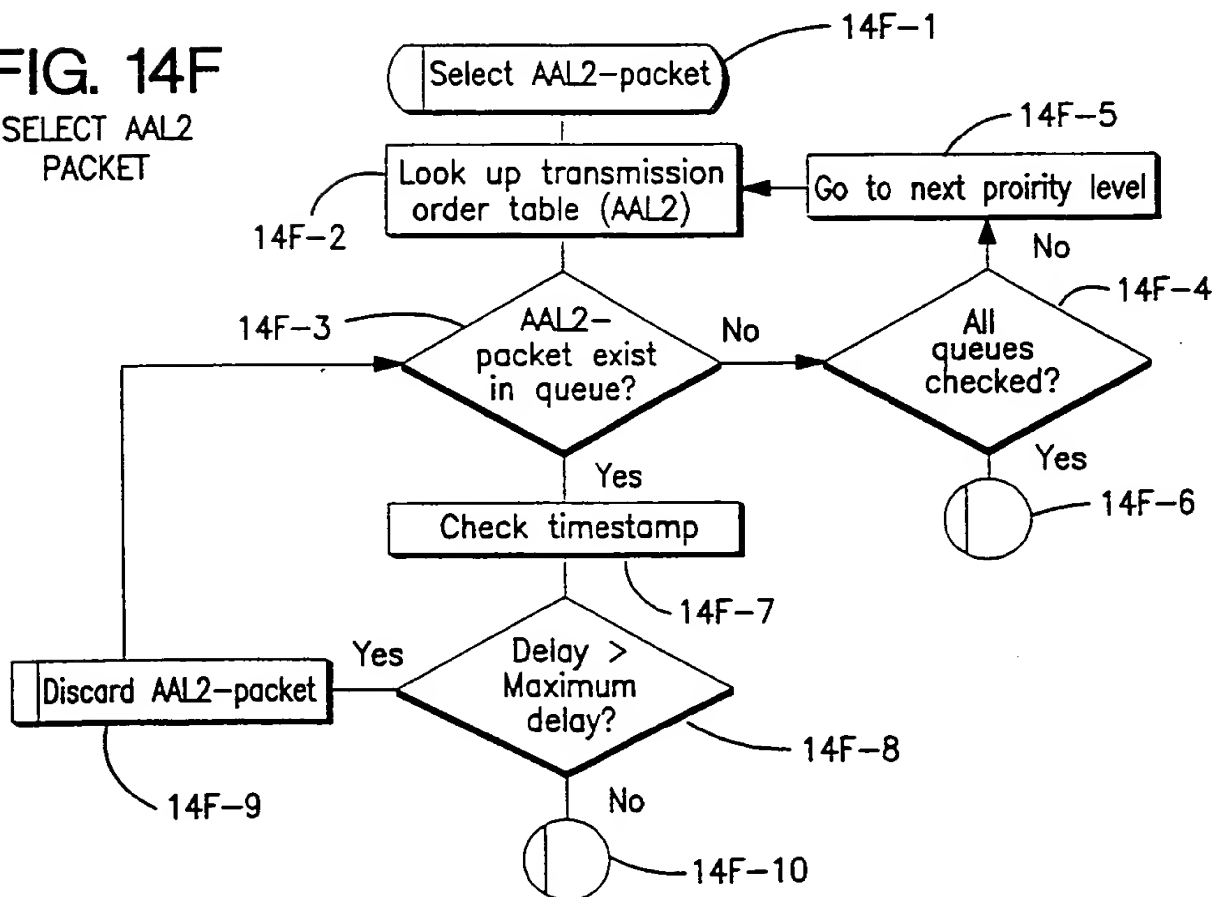 FIG. 14F
SELECT AAL2
PACKET
Select AAL2-packet
14F-1
Look up transmission
order table (AAL2)
14F-2
Go to next proirity level
14F-5
No
AAL2-
packet exist
in queue?
14F-3
No
All
queues
checked?
14F-4
Yes
14F-6
Yes
Check timestamp
14F-7
Delay >
Maximum
delay?
14F-8
Yes
Discard AAL2-packet
14F-9
No
14F-10